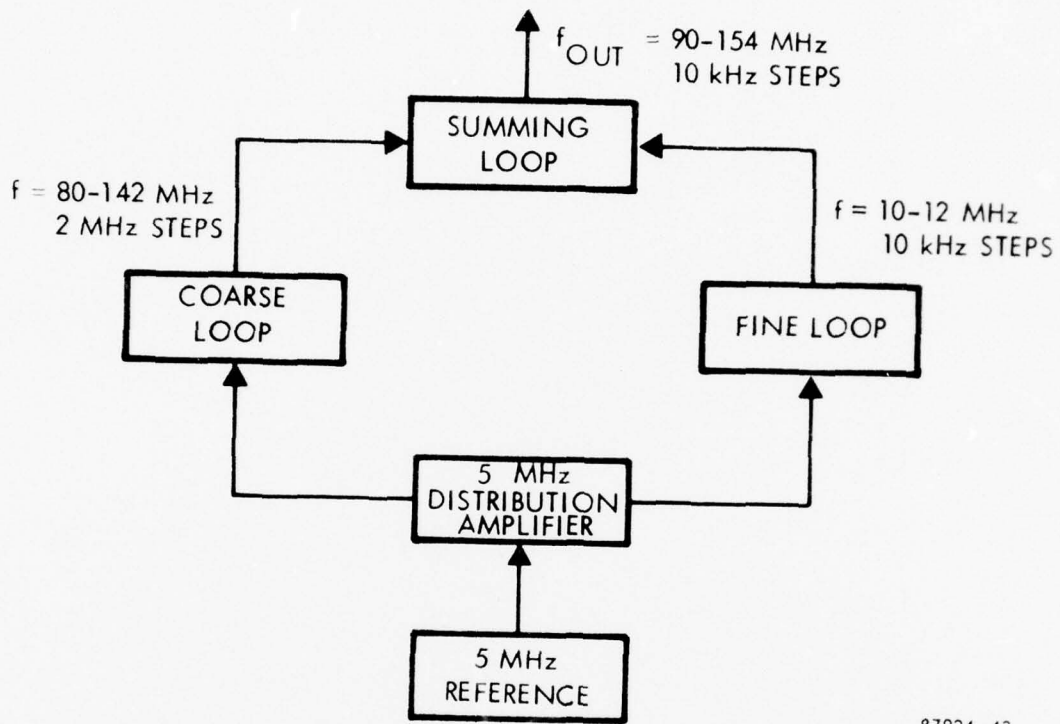 fOUT = 90-154 MHz
10 kHz STEPS
SUMMING
LOOP
f = 80-142 MHz
2 MHz STEPS
f = 10-12 MHz
10 kHz STEPS
COARSE
LOOP
FINE LOOP
5 MHz
DISTRIBUTION
AMPLIFIER
5 MHz
REFERENCE